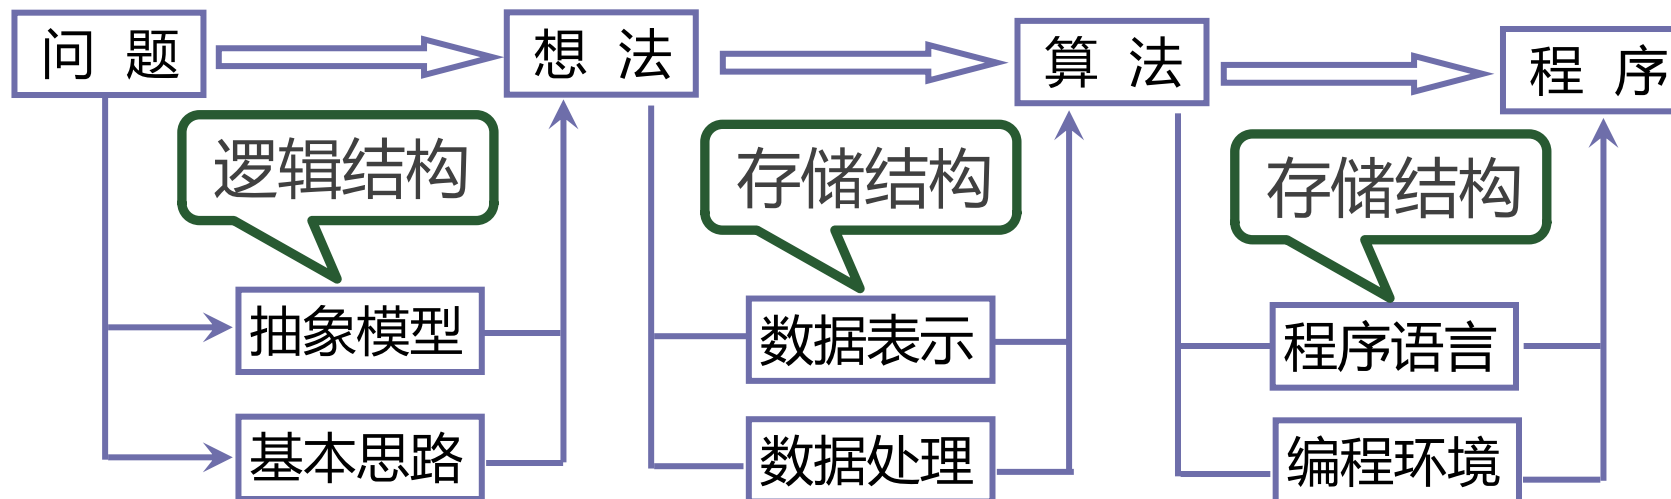 问 题
想 法
算 法
程 序
逻辑结构
存储结构
存储结构
抽象模型
数据表示
程序语言
基本思路
数据处理
编程环境